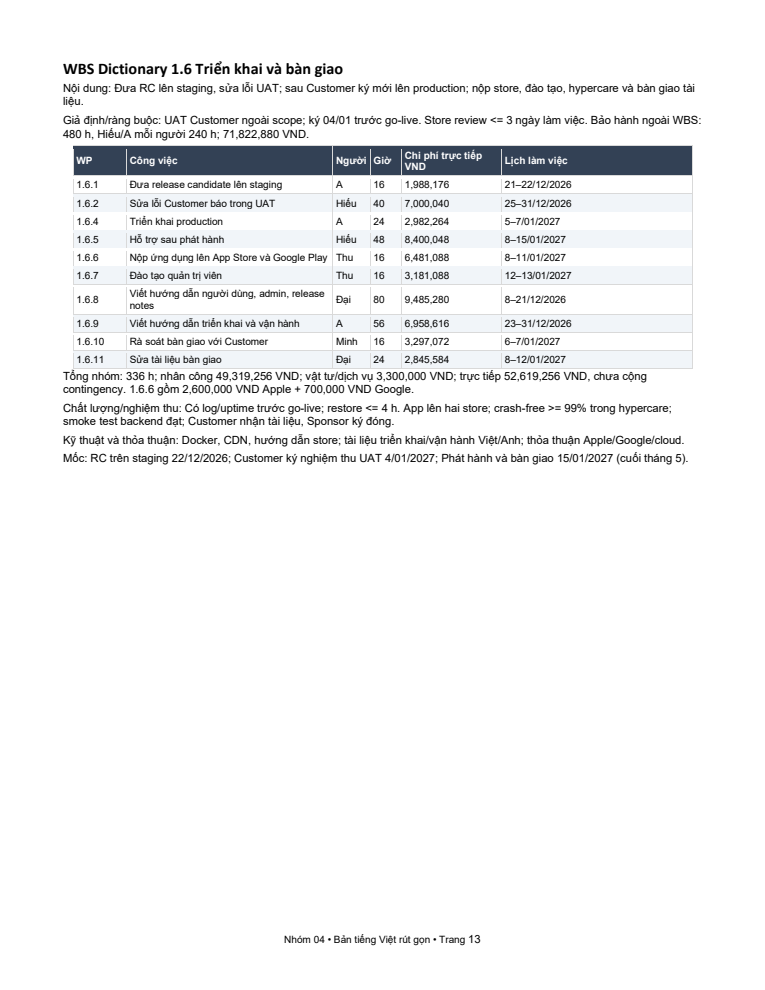 WBS Dictionary 1.6 Triển khai và bàn giao
Nội dung: Đưa RC lên staging, sửa lỗi UAT; sau Customer ký mới lên production; nộp store, đào tạo, hypercare và bàn giao tài
liệu.
Giả định/ràng buộc: UAT Customer ngoài scope; ký 04/01 trước go-live. Store review <= 3 ngày làm việc. Bảo hành ngoài WBS:
480 h, Hiếu/A mỗi người 240 h; 71,822,880 VND.
WP Công việc Người Giờ Chi phí trực tiếp VND Lịch làm việc
1.6.1 Đưa release candidate lên staging A 16 1,988,176 21–22/12/2026
1.6.2 Sửa lỗi Customer báo trong UAT Hiếu 40 7,000,040 25–31/12/2026
1.6.4 Triển khai production A 24 2,982,264 5–7/01/2027
1.6.5 Hỗ trợ sau phát hành Hiếu 48 8,400,048 8–15/01/2027
1.6.6 Nộp ứng dụng lên App Store và Google Play Thu 16 6,481,088 8–11/01/2027
1.6.7 Đào tạo quản trị viên Thu 16 3,181,088 12–13/01/2027
1.6.8 Viết hướng dẫn người dùng, admin, release notes Đại 80 9,485,280 8–21/12/2026
1.6.9 Viết hướng dẫn triển khai và vận hành A 56 6,958,616 23–31/12/2026
1.6.10 Rà soát bàn giao với Customer Minh 16 3,297,072 6–7/01/2027
1.6.11 Sửa tài liệu bàn giao Đại 24 2,845,584 8–12/01/2027
Tổng nhóm: 336 h; nhân công 49,319,256 VND; vật tư/dịch vụ 3,300,000 VND; trực tiếp 52,619,256 VND, chưa cộng
contingency. 1.6.6 gồm 2,600,000 VND Apple + 700,000 VND Google.
Chất lượng/nghiệm thu: Có log/uptime trước go-live; restore <= 4 h. App lên hai store; crash-free >= 99% trong hypercare;
smoke test backend đạt; Customer nhận tài liệu, Sponsor ký đóng.
Kỹ thuật và thỏa thuận: Docker, CDN, hướng dẫn store; tài liệu triển khai/vận hành Việt/Anh; thỏa thuận Apple/Google/cloud.
Mốc: RC trên staging 22/12/2026; Customer ký nghiệm thu UAT 4/01/2027; Phát hành và bàn giao 15/01/2027 (cuối tháng 5).
Nhóm 04 • Bản tiếng Việt rút gọn • Trang 13